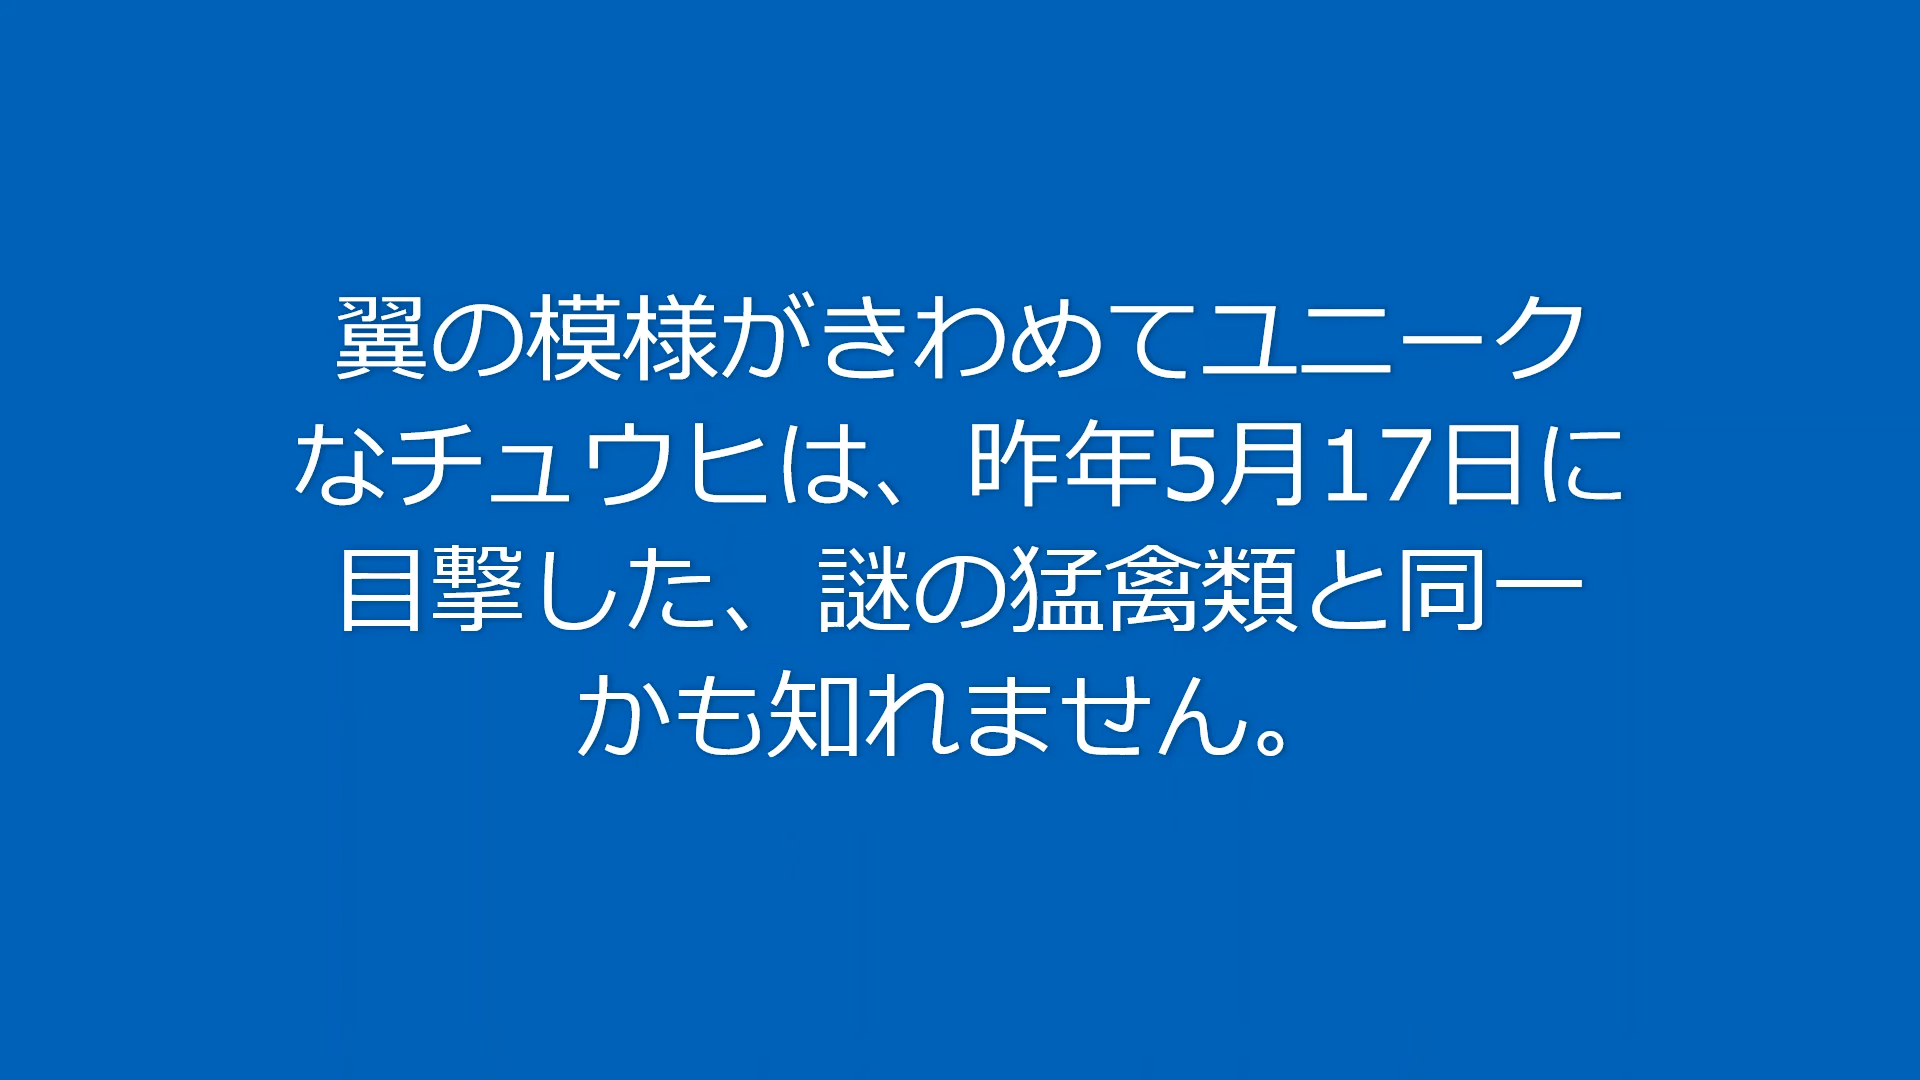 翼の模様がきわめてユニーク
なチュウヒは、昨年5月17日に
目撃した、謎の猛禽類と同一
かも知れません。